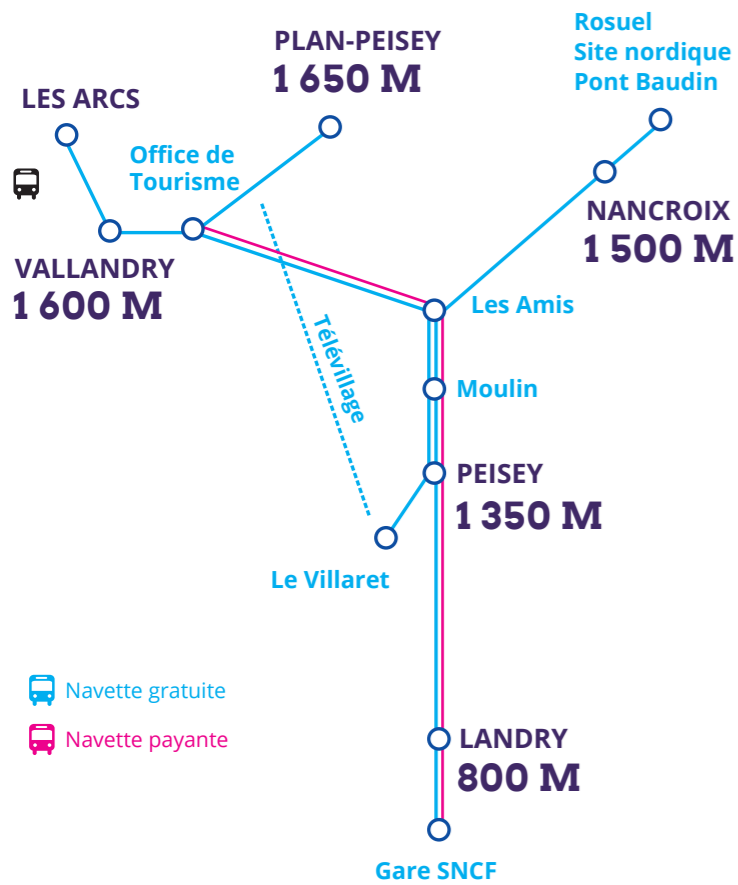 Rosuel
Site nordique
Pont Baudin
PLAN-PEISEY
1 650 M
LES ARCS
Office de
Tourisme
NANCROIX
1 500 M
VALLANDRY
1 600 M
Les Amis
Télévillage
Moulin
PEISEY
1 350 M
Le Villaret
Navette gratuite
Navette payante
LANDRY
800 M
Gare SNCF